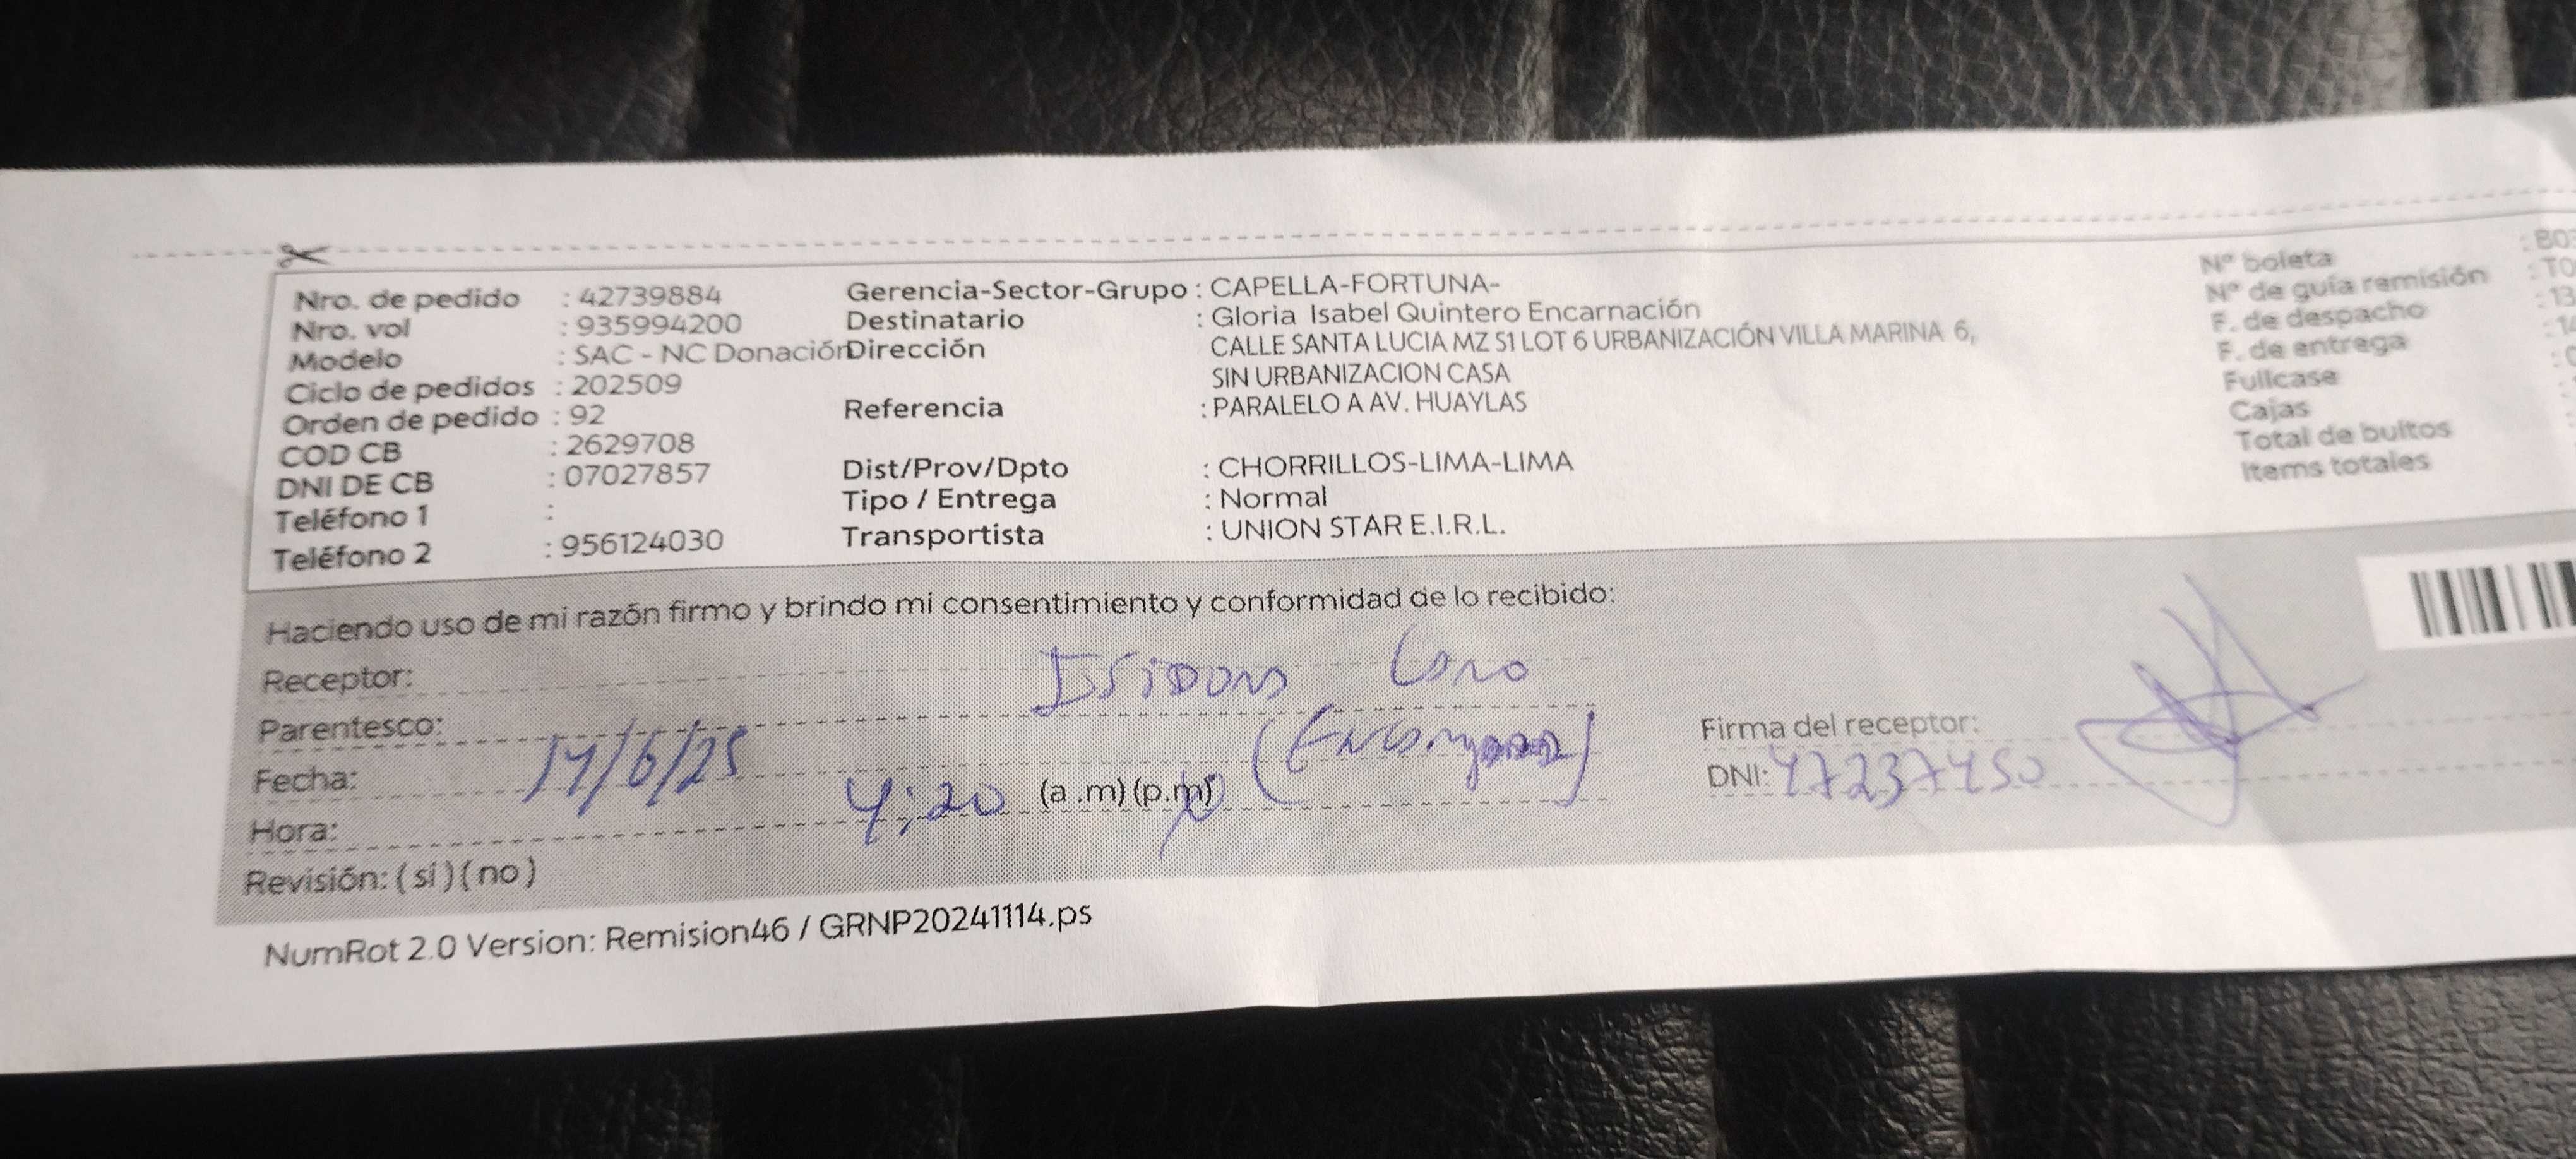 Nro. de pedido : 42739884
Nro. vol : 935994200
Modelo : SAC - NC Donación
Ciclo de pedidos : 202509
Orden de pedido : 92
COD CB : 2629708
DNI DE CB : 07027857
Teléfono 1 :
Teléfono 2 : 956124030
Gerencia-Sector-Grupo : CAPELLA-FORTUNA-
Destinatario : Gloria Isabel Quintero Encarnación
Dirección CALLE SANTA LUCIA MZ S1 LOT 6 URBANIZACIÓN VILLA MARINA 6,
SIN URBANIZACION CASA
Referencia : PARALELO A AV. HUAYLAS
Dist/Prov/Dpto : CHORRILLOS-LIMA-LIMA
Tipo / Entrega : Normal
Transportista : UNION STAR E.I.R.L.
N° boleta : B03
N° de guía remisión : T0
F. de despacho : 13
F. de entrega : 14
Fullcase
Cajas
Total de bultos
Items totales
Haciendo uso de mi razón firmo y brindo mi consentimiento y conformidad de lo recibido:
Receptor:
Parentesco:
Fecha: 14/6/25
Hora: 4:20 (a .m) (p.m)
Revisión: ( si ) ( no )
Firma del receptor:
DNI: 47237450
NumRot 2.0 Version: Remision46 / GRNP20241114.ps